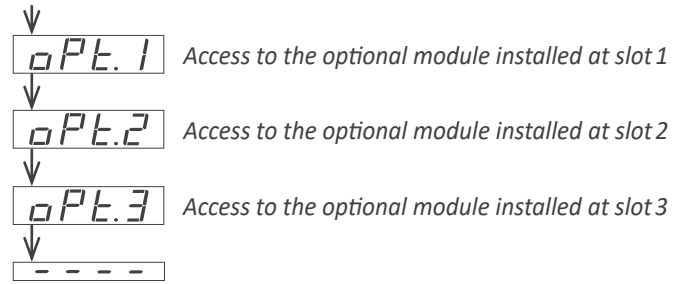 oPt.1 Access to the optional module installed at slot 1
oPt.2 Access to the optional module installed at slot 2
oPt.3 Access to the optional module installed at slot 3
- - - -